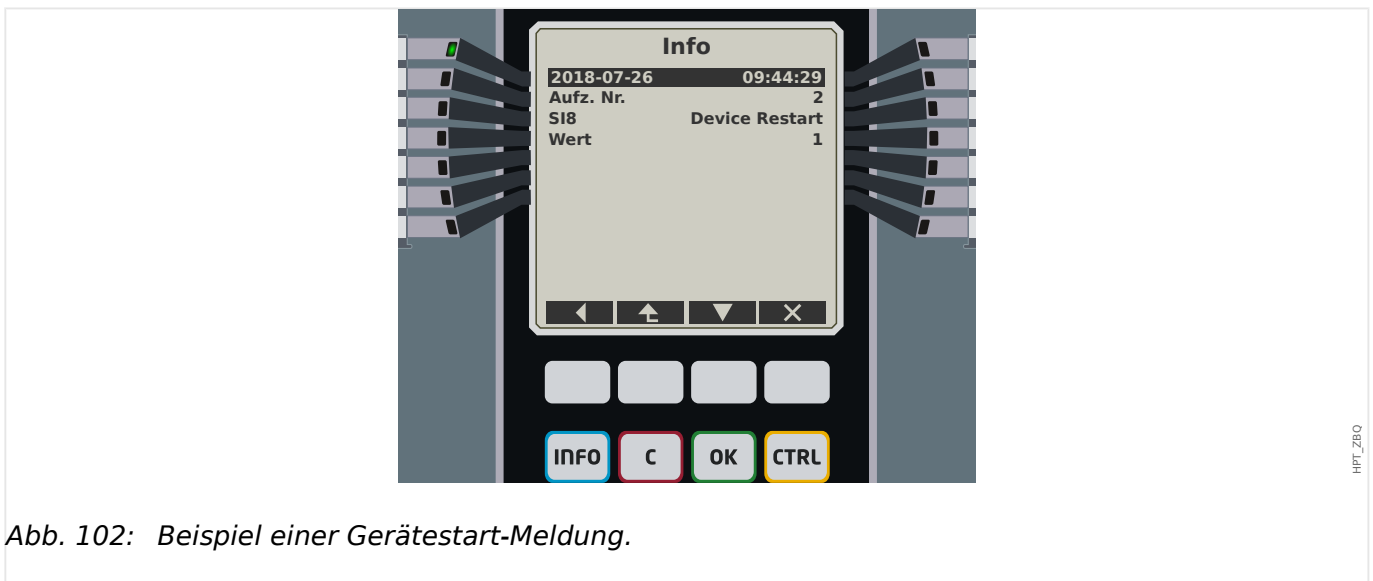 Info
2018-07-26 09:44:29
Aufz. Nr. 2
SI8 Device Restart
Wert 1
INFO C OK CTRL
HPT_ZBQ
Abb. 102: Beispiel einer Gerätestart-Meldung.